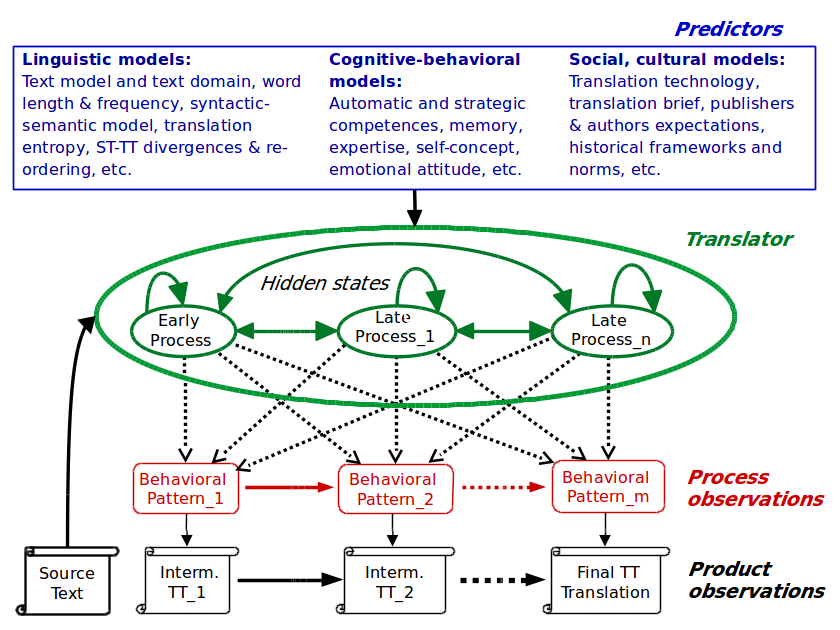 Predictors
Linguistic models:
Text model and text domain, word
length & frequency, syntactic-
semantic model, translation
entropy, ST-TT divergences & re-
ordering, etc.
Cognitive-behavioral
models:
Automatic and strategic
competences, memory,
expertise, self-concept,
emotional attitude, etc.
Social, cultural models:
Translation technology,
translation brief, publishers
& authors expectations,
historical frameworks and
norms, etc.
Translator
Hidden states
Early
Process
Late
Process_1
Late
Process_n
Behavioral
Pattern_1
Behavioral
Pattern_2
Behavioral
Pattern_m
Process
observations
Source
Text
Interm.
TT_1
Interm.
TT_2
Final TT
Translation
Product
observations